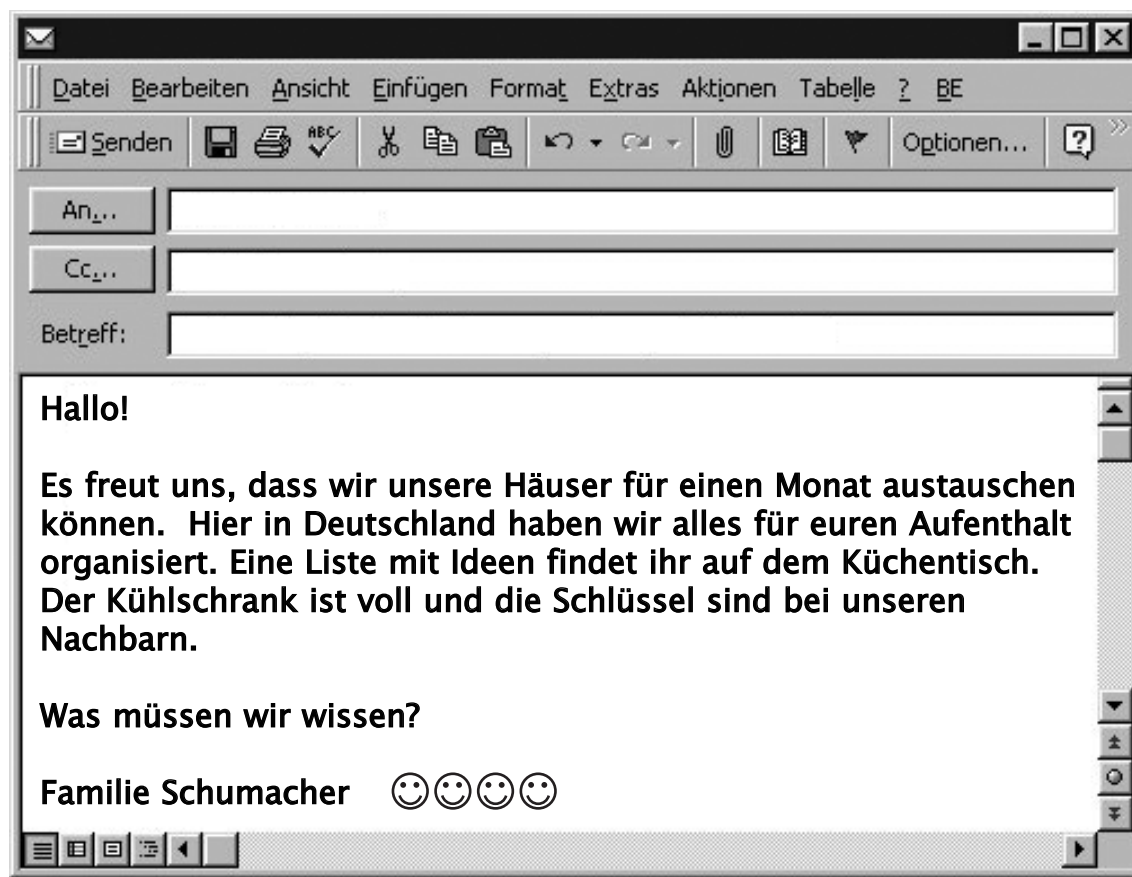 Datei Bearbeiten Ansicht Einfügen Format Extras Aktionen Tabelle ? BE
Senden ABC Optionen... ?
An...
Cc...
Betreff:
Hallo!
Es freut uns, dass wir unsere Häuser für einen Monat austauschen
können. Hier in Deutschland haben wir alles für euren Aufenthalt
organisiert. Eine Liste mit Ideen findet ihr auf dem Küchentisch.
Der Kühlschrank ist voll und die Schlüssel sind bei unseren
Nachbarn.
Was müssen wir wissen?
Familie Schumacher ☺☺☺☺